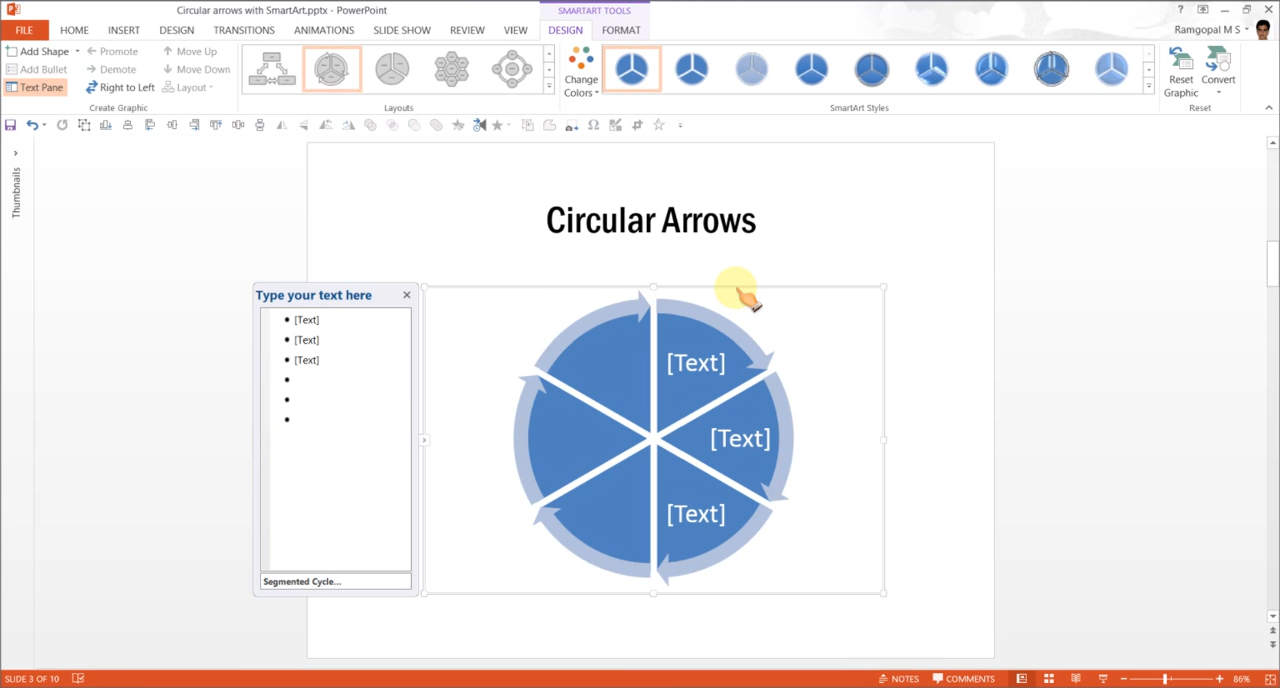 Circular arrows with SmartArt.pptx - PowerPoint
SMARTART TOOLS
?
FILE
HOME
INSERT
DESIGN
TRANSITIONS
ANIMATIONS
SLIDE SHOW
REVIEW
VIEW
DESIGN
FORMAT
Ramgopal M S
Add Shape
Promote
Move Up
Add Bullet
Demote
Move Down
Text Pane
Right to Left
Layout
Create Graphic
Layouts
Change
Colors
SmartArt Styles
Reset
Graphic
Convert
Reset
Thumbnails
Circular Arrows
Type your text here
[Text]
[Text]
[Text]
Segmented Cycle...
[Text]
[Text]
[Text]
SLIDE 3 OF 10
NOTES
COMMENTS
86%